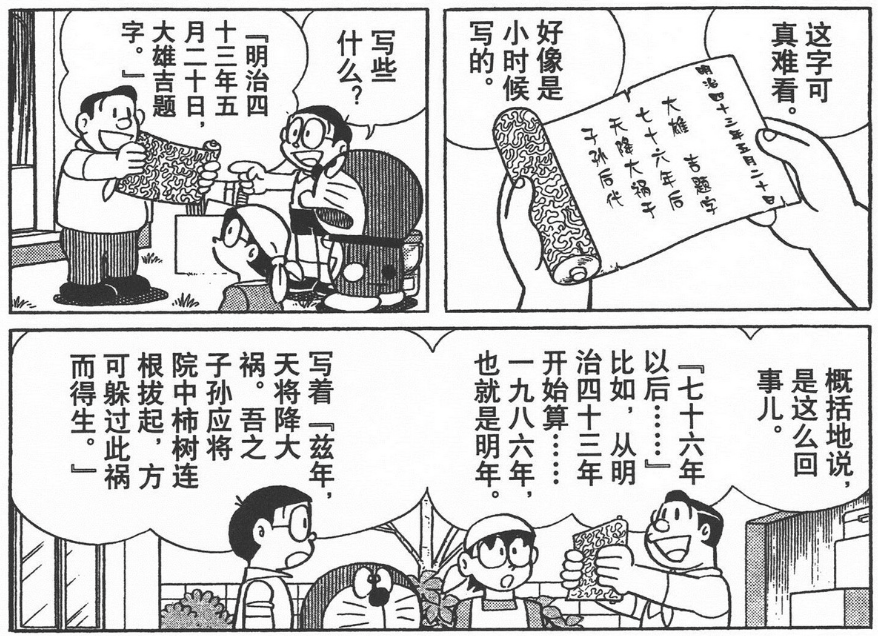 这字可
真难看。
好像是
小时候
写的。
明治四十三年五月二十日
大雄 吉题字
七十六年后
天降大祸于
子孙后代
写些
什么？
『明治四
十三年五
月二十日，
大雄吉题
字。』
概括地说，
是这么回
事儿。
『七十六年
以后……』
比如，从明
治四十三年
开始算……
一九八六年，
也就是明年。
写着『兹年，
天将降大
祸。吾之
子孙应将
院中柿树连
根拔起，方
可躲过此祸
而得生。』